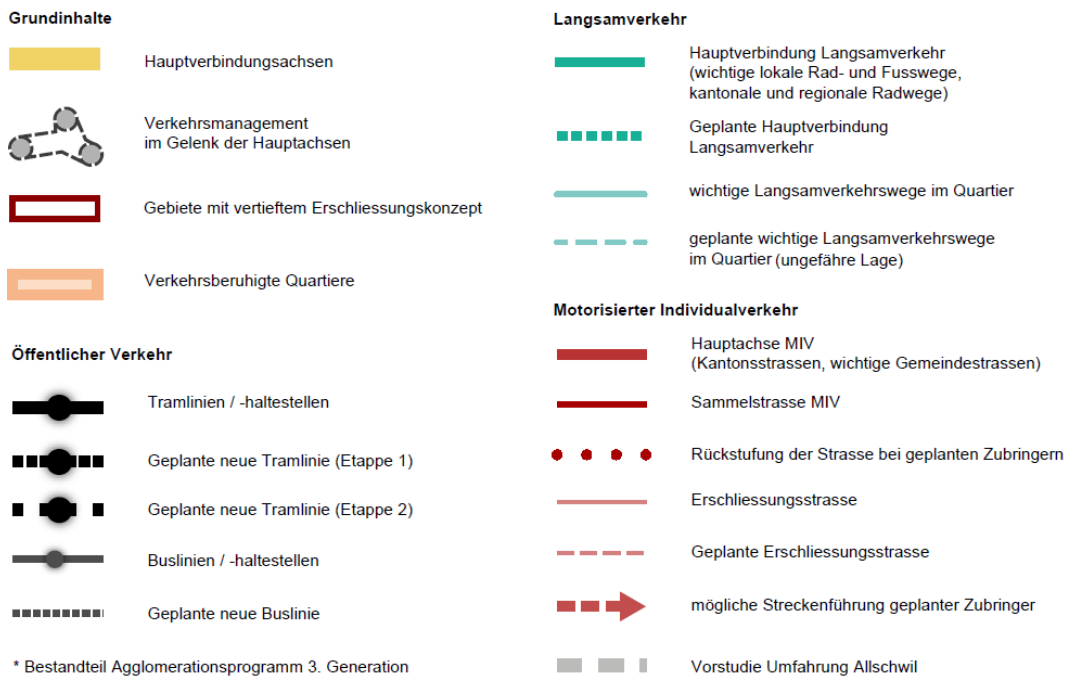 Grundinhalte
Hauptverbindungsachsen
Verkehrsmanagement
im Gelenk der Hauptachsen
Gebiete mit vertieftem Erschliessungskonzept
Verkehrsberuhigte Quartiere
Öffentlicher Verkehr
Tramlinien / -haltestellen
Geplante neue Tramlinie (Etappe 1)
Geplante neue Tramlinie (Etappe 2)
Buslinien / -haltestellen
Geplante neue Buslinie
* Bestandteil Agglomerationsprogramm 3. Generation
Langsamverkehr
Hauptverbindung Langsamverkehr
(wichtige lokale Rad- und Fusswege,
kantonale und regionale Radwege)
Geplante Hauptverbindung
Langsamverkehr
wichtige Langsamverkehrswege im Quartier
geplante wichtige Langsamverkehrswege
im Quartier (ungefähre Lage)
Motorisierter Individualverkehr
Hauptachse MIV
(Kantonsstrassen, wichtige Gemeindestrassen)
Sammelstrasse MIV
Rückstufung der Strasse bei geplanten Zubringern
Erschliessungsstrasse
Geplante Erschliessungsstrasse
mögliche Streckenführung geplanter Zubringer
Vorstudie Umfahrung Allschwil